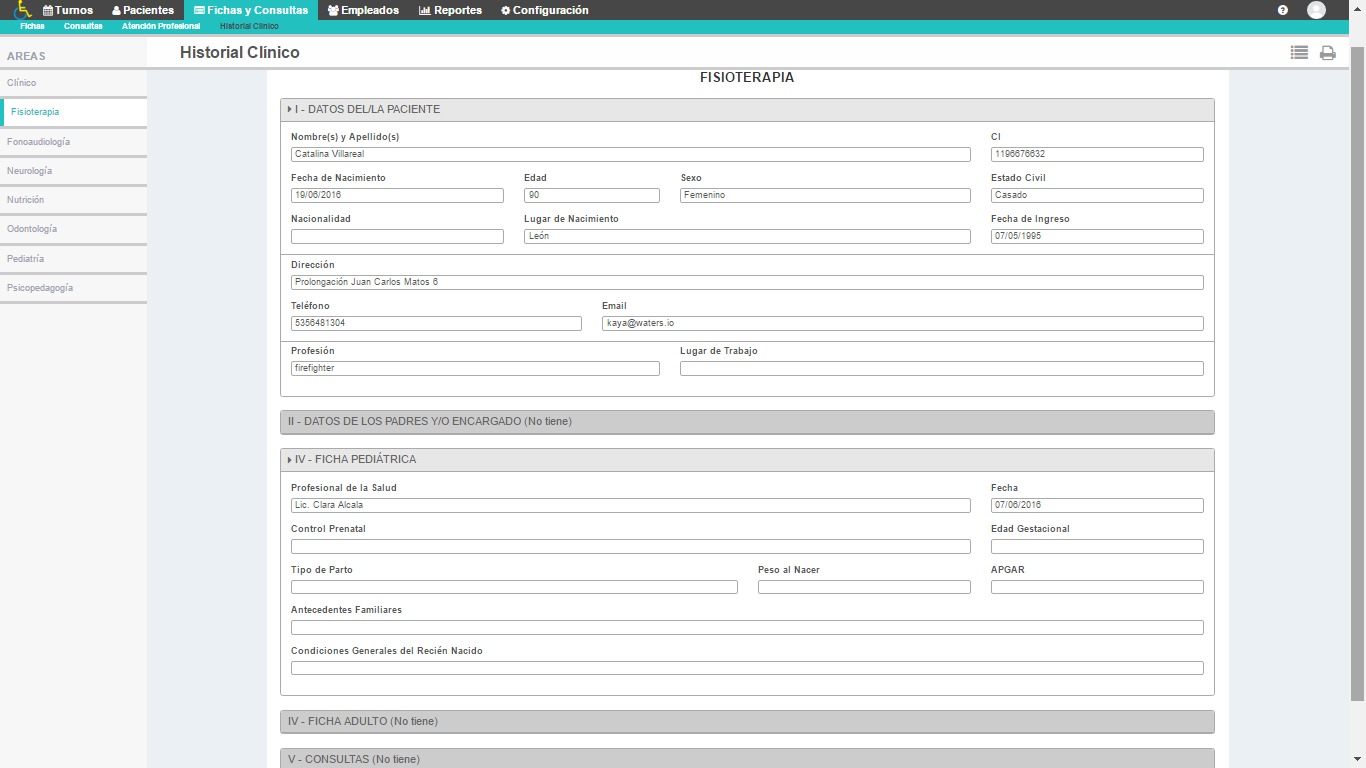 Turnos Pacientes Fichas y Consultas Empleados Reportes Configuración
Fichas Consultas Atención Profesional Historial Clínico
AREAS
Clínico
Fisioterapia
Fonoaudiología
Neurología
Nutrición
Odontología
Pediatría
Psicopedagogía
Historial Clínico
FISIOTERAPIA
I - DATOS DEL/LA PACIENTE
Nombre(s) y Apellido(s) CI
Catalina Villareal 1196676632
Fecha de Nacimiento Edad Sexo Estado Civil
19/06/2016 90 Femenino Casado
Nacionalidad Lugar de Nacimiento Fecha de Ingreso
León 07/05/1995
Dirección
Prolongación Juan Carlos Matos 6
Teléfono Email
5356481304 kaya@waters.io
Profesión Lugar de Trabajo
firefighter
II - DATOS DE LOS PADRES Y/O ENCARGADO (No tiene)
IV - FICHA PEDIÁTRICA
Profesional de la Salud Fecha
Lic. Clara Alcala 07/06/2016
Control Prenatal Edad Gestacional
Tipo de Parto Peso al Nacer APGAR
Antecedentes Familiares
Condiciones Generales del Recién Nacido
IV - FICHA ADULTO (No tiene)
V - CONSULTAS (No tiene)